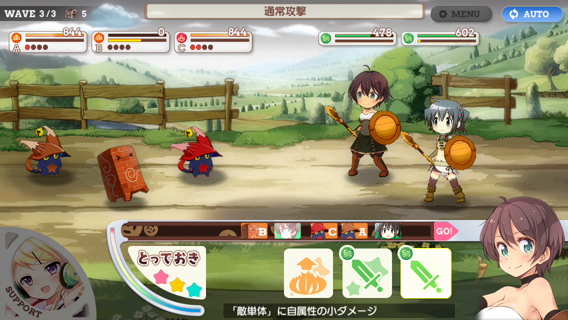 WAVE 3/3 5
通常攻撃
MENU
AUTO
844
A
0
B
844
C
478
602
B
C
A
GO!
とっておき
SUPPORT
「敵単体」に自属性の小ダメージ